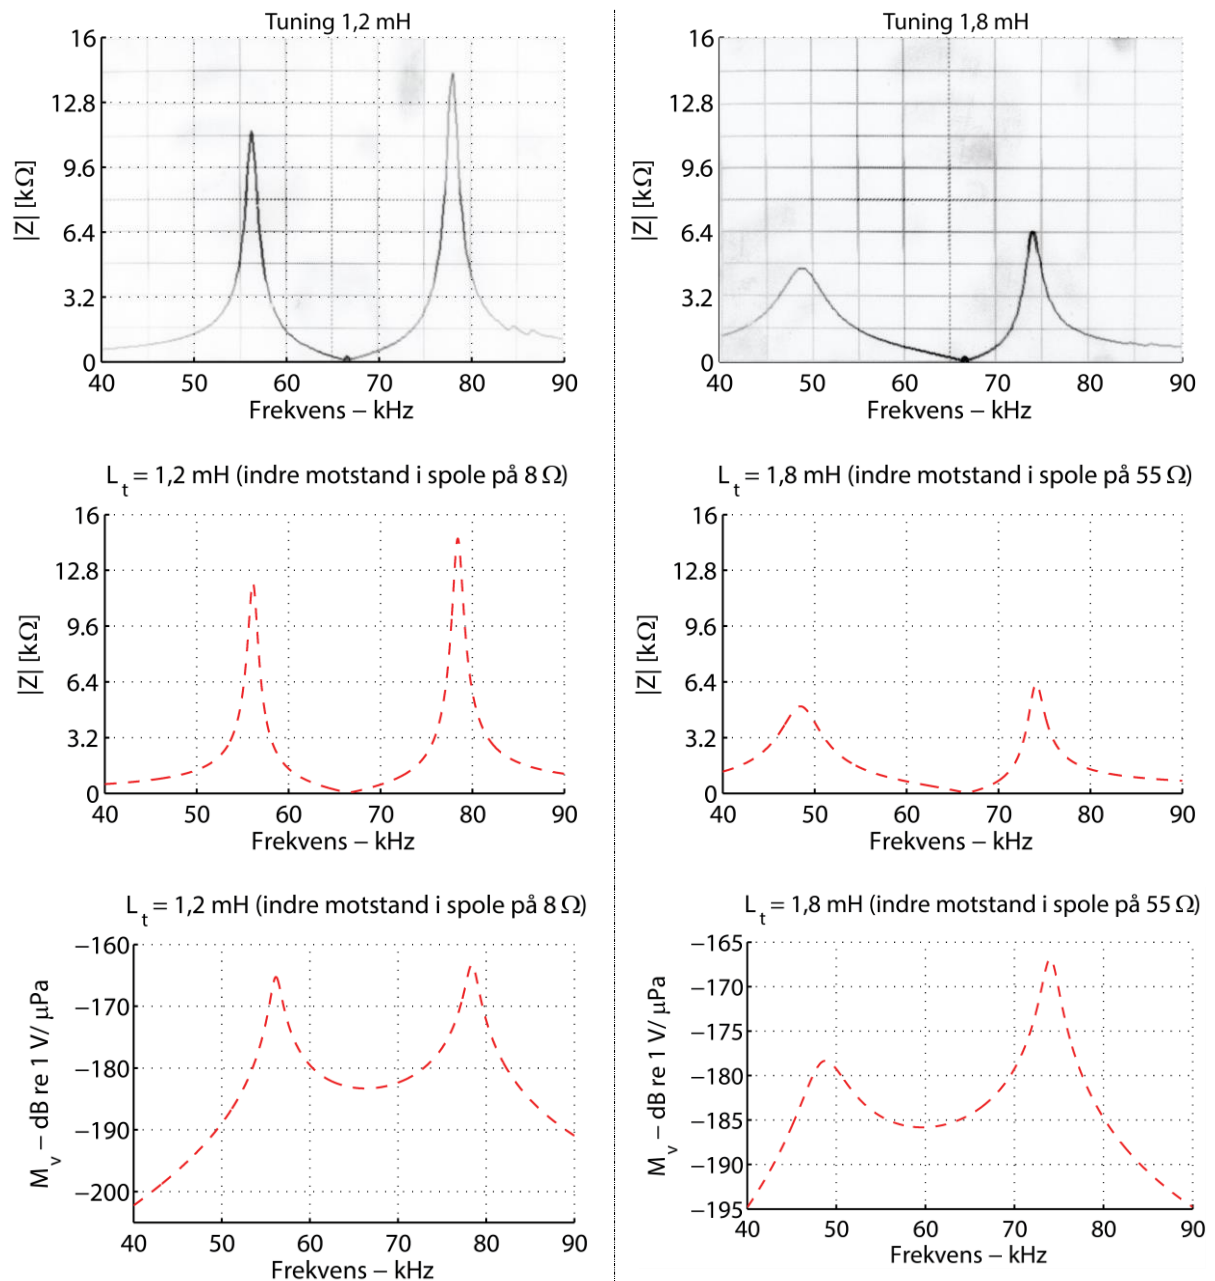 Tuning 1,2 mH
16
12.8
9.6
6.4
3.2
0
|Z| [kΩ]
40 50 60 70 80 90
Frekvens – kHz
Tuning 1,8 mH
16
12.8
9.6
6.4
3.2
0
|Z| [kΩ]
40 50 60 70 80 90
Frekvens – kHz
L_t = 1,2 mH (indre motstand i spole på 8 Ω)
16
12.8
9.6
6.4
3.2
0
|Z| [kΩ]
40 50 60 70 80 90
Frekvens – kHz
L_t = 1,8 mH (indre motstand i spole på 55 Ω)
16
12.8
9.6
6.4
3.2
0
|Z| [kΩ]
40 50 60 70 80 90
Frekvens – kHz
L_t = 1,2 mH (indre motstand i spole på 8 Ω)
−160
−170
−180
−190
−200
M_v – dB re 1 V/ μPa
40 50 60 70 80 90
Frekvens – kHz
L_t = 1,8 mH (indre motstand i spole på 55 Ω)
−165
−170
−175
−180
−185
−190
−195
M_v – dB re 1 V/ μPa
40 50 60 70 80 90
Frekvens – kHz